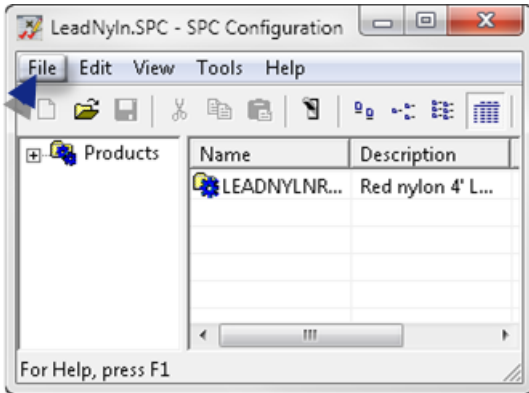 LeadNyln.SPC - SPC Configuration
File Edit View Tools Help
Products
Name Description
LEADNYLNR... Red nylon 4' L...
For Help, press F1